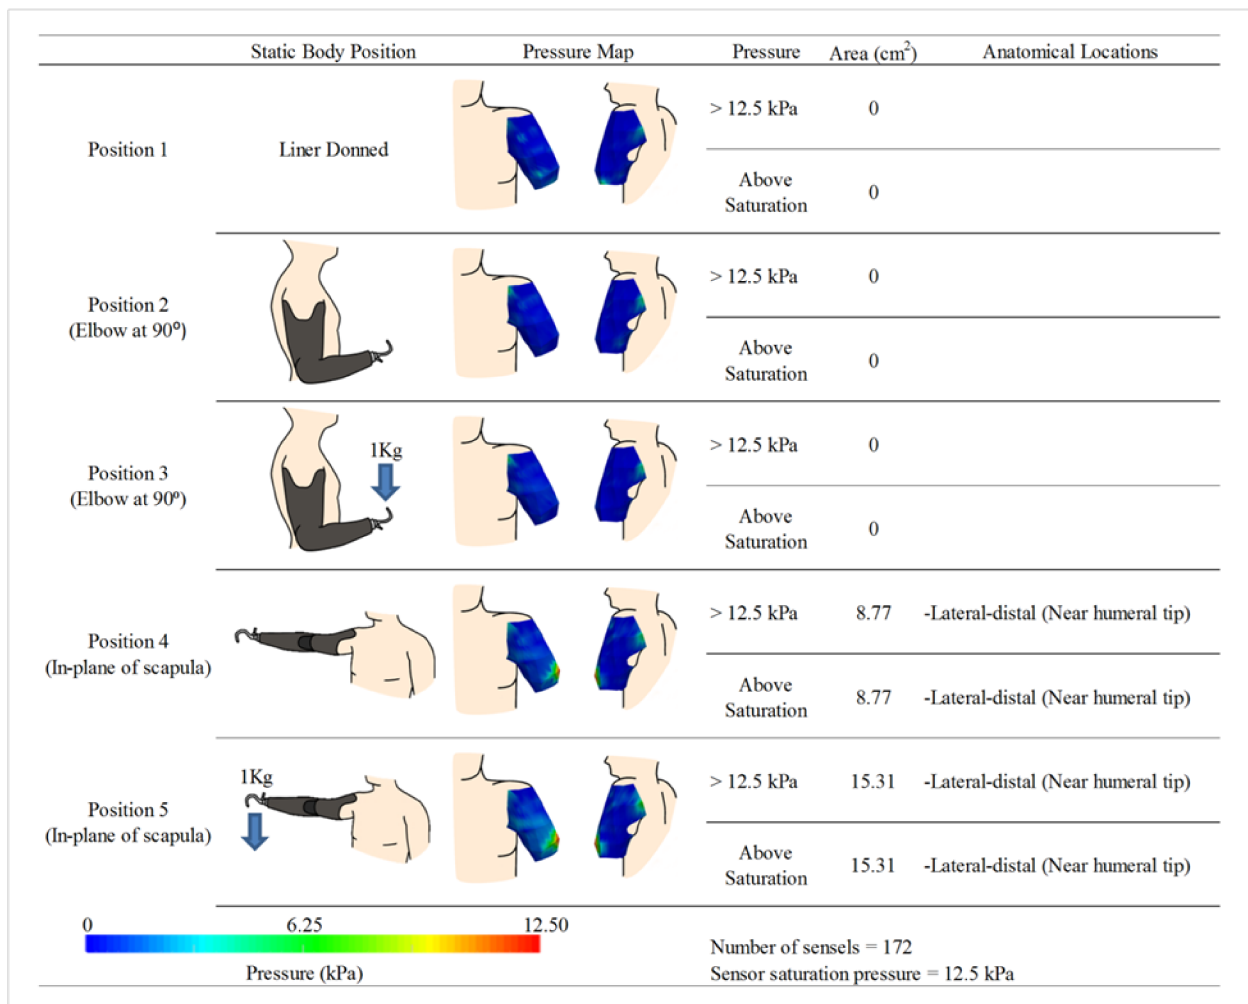 Static Body Position Pressure Map Pressure Area (cm²) Anatomical Locations
Position 1
Liner Donned
> 12.5 kPa 0
Above
Saturation
0
Position 2
(Elbow at 90⁰)
> 12.5 kPa 0
Above
Saturation
0
Position 3
(Elbow at 90⁰)
1Kg
> 12.5 kPa 0
Above
Saturation
0
Position 4
(In-plane of scapula)
> 12.5 kPa 8.77 -Lateral-distal (Near humeral tip)
Above
Saturation
8.77 -Lateral-distal (Near humeral tip)
Position 5
(In-plane of scapula)
1Kg
> 12.5 kPa 15.31 -Lateral-distal (Near humeral tip)
Above
Saturation
15.31 -Lateral-distal (Near humeral tip)
0 6.25 12.50
Pressure (kPa)
Number of sensels = 172
Sensor saturation pressure = 12.5 kPa